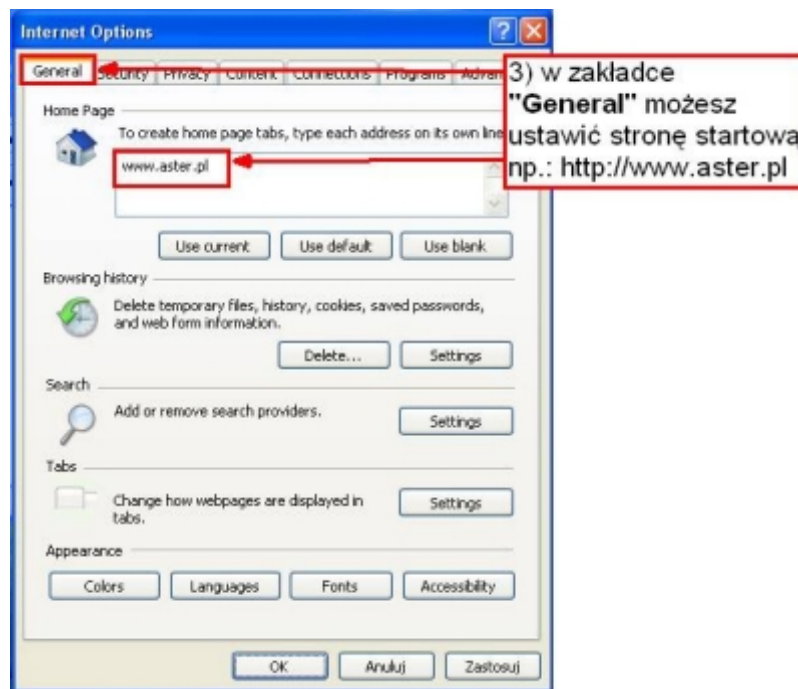 Internet Options
General Security Privacy Content Connections Programs
3) w zakładce
"General" możesz
ustawić stronę startową
np.: http://www.aster.pl
Home Page
To create home page tabs, type each address on its own line
www.aster.pl
Use current Use default Use blank
Browsing history
Delete temporary files, history, cookies, saved passwords,
and web form information.
Delete... Settings
Search
Add or remove search providers.
Settings
Tabs
Change how webpages are displayed in
tabs.
Settings
Appearance
Colors Languages Fonts Accessibility
OK Anuluj Zastosuj